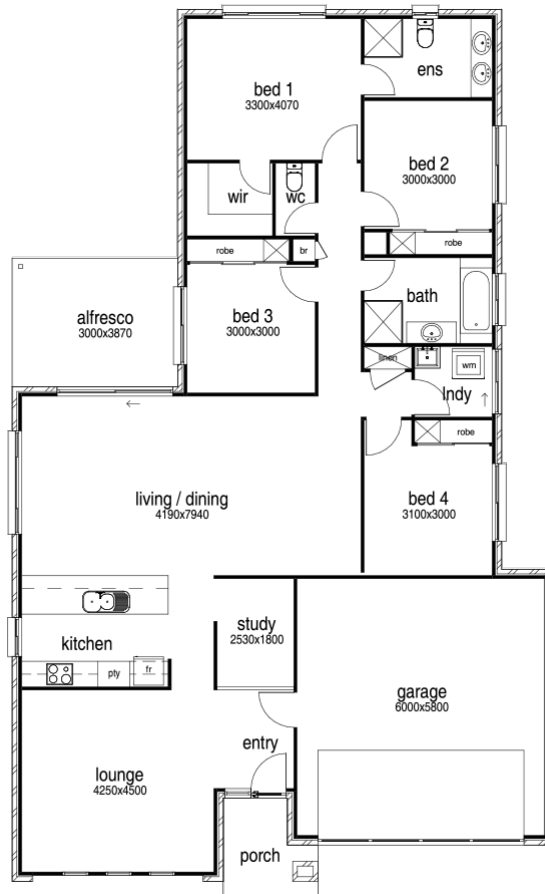 bed 1
3300x4070
ens
bed 2
3000x3000
wir
wc
robe
br
robe
bed 3
3000x3000
bath
alfresco
3000x3870
linen
wm
lndy
robe
living / dining
4190x7940
bed 4
3100x3000
study
2530x1800
kitchen
pty
fr
garage
6000x5800
entry
lounge
4250x4500
porch